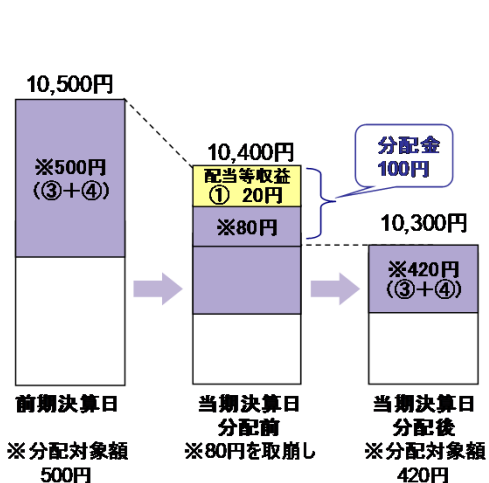 10,500円
※500円
(③+④)
10,400円
配当等収益
① 20円
※80円
分配金
100円
10,300円
※420円
(③+④)
前期決算日
※分配対象額
500円
当期決算日
分配前
※80円を取崩し
当期決算日
分配後
※分配対象額
420円